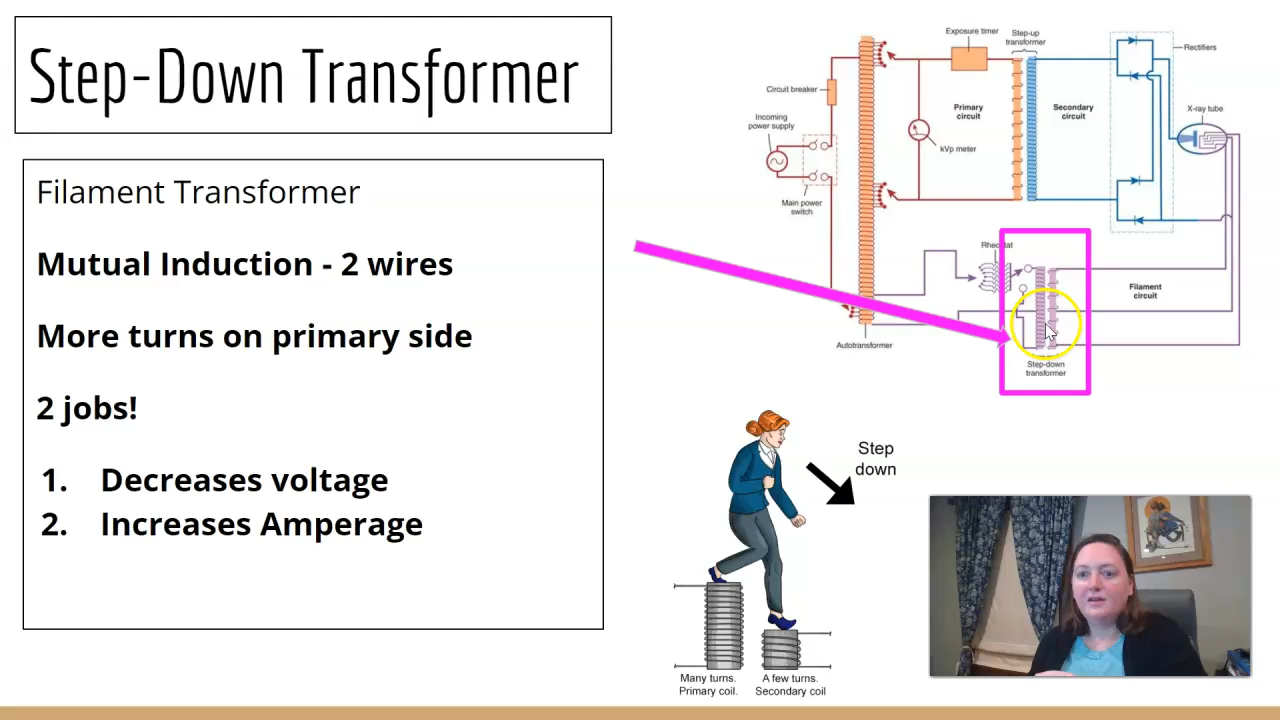 Step-Down Transformer
Filament Transformer
Mutual Induction - 2 wires
More turns on primary side
2 jobs!
1. Decreases voltage
2. Increases Amperage
Exposure timer
Step-up
transformer
Rectifiers
Circuit breaker
Primary
circuit
Secondary
circuit
X-ray tube
Incoming
power supply
kVp meter
Main power
switch
Rheostat
Filament
circuit
Autotransformer
Step-down
transformer
Step
down
Many turns.
Primary coil.
A few turns.
Secondary coil